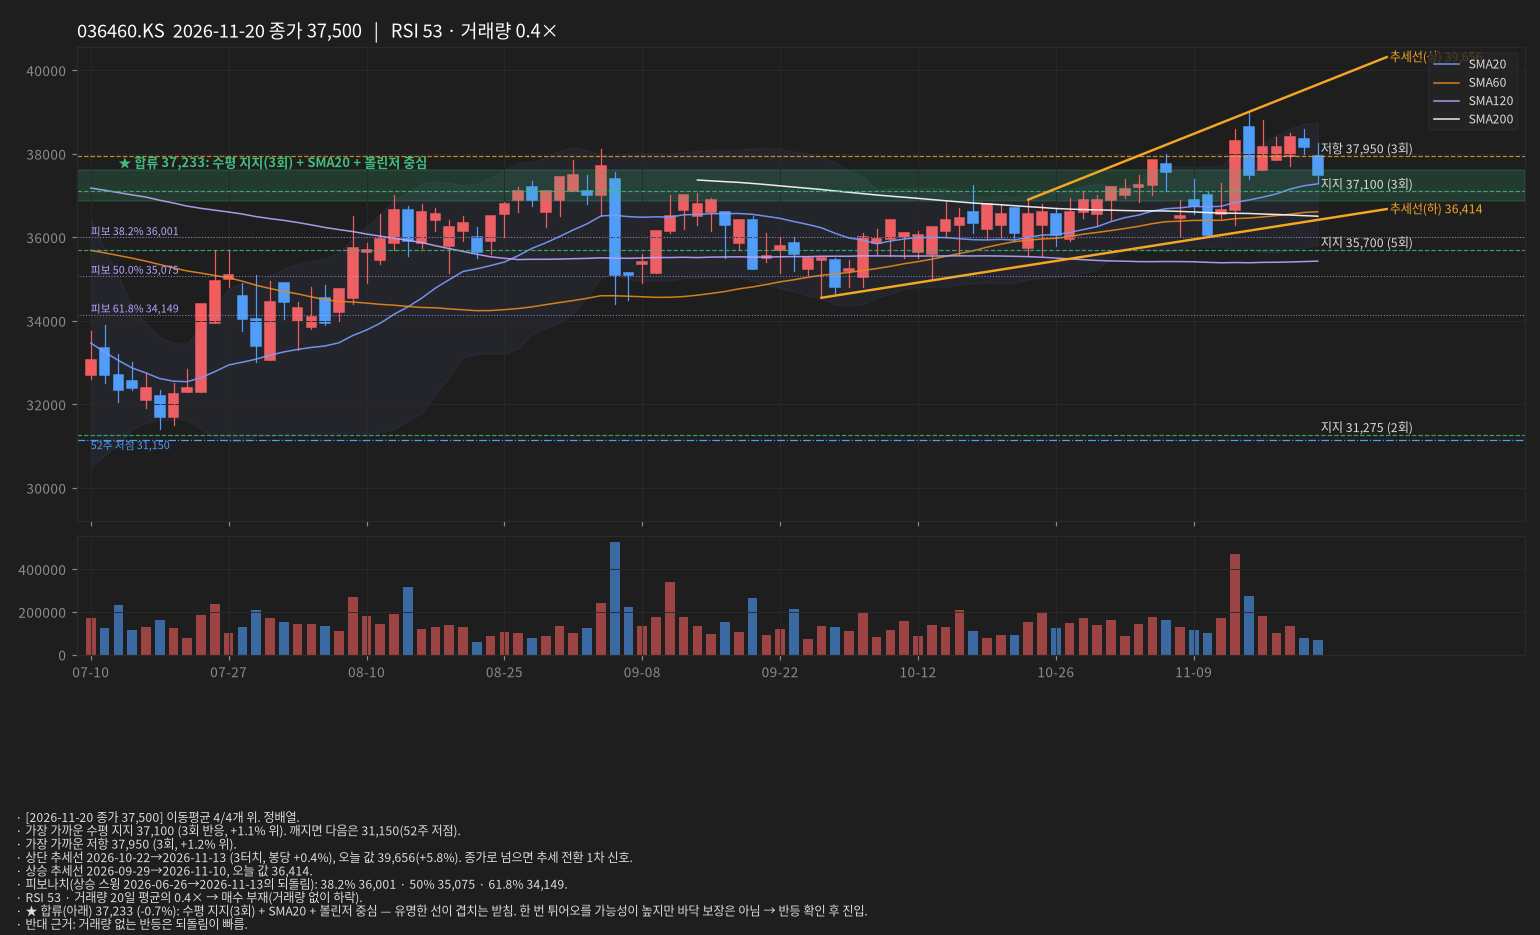 036460.KS 2026-11-20 종가 37,500 | RSI 53 · 거래량 0.4×
40000
38000
36000
34000
32000
30000
추세선(상) 39,656
SMA20
SMA60
SMA120
SMA200
★ 합류 37,233: 수평 지지(3회) + SMA20 + 볼린저 중심
저항 37,950 (3회)
지지 37,100 (3회)
추세선(하) 36,414
피보 38.2% 36,001
지지 35,700 (5회)
피보 50.0% 35,075
피보 61.8% 34,149
지지 31,275 (2회)
52주 저점 31,150
400000
200000
0
07-10 07-27 08-10 08-25 09-08 09-22 10-12 10-26 11-09
· [2026-11-20 종가 37,500] 이동평균 4/4개 위. 정배열.
· 가장 가까운 수평 지지 37,100 (3회 반응, +1.1% 위). 깨지면 다음은 31,150(52주 저점).
· 가장 가까운 저항 37,950 (3회, +1.2% 위).
· 상단 추세선 2026-10-22→2026-11-13 (3터치, 봉당 +0.4%), 오늘 값 39,656(+5.8%). 종가로 넘으면 추세 전환 1차 신호.
· 상승 추세선 2026-09-29→2026-11-10, 오늘 값 36,414.
· 피보나치(상승 스윙 2026-06-26→2026-11-13의 되돌림): 38.2% 36,001 · 50% 35,075 · 61.8% 34,149.
· RSI 53 · 거래량 20일 평균의 0.4× → 매수 부재(거래량 없이 하락).
· ★ 합류(아래) 37,233 (-0.7%): 수평 지지(3회) + SMA20 + 볼린저 중심 — 유명한 선이 겹치는 받침. 한 번 튀어오를 가능성이 높지만 바닥 보장은 아님 → 반등 확인 후 진입.
· 반대 근거: 거래량 없는 반등은 되돌림이 빠름.